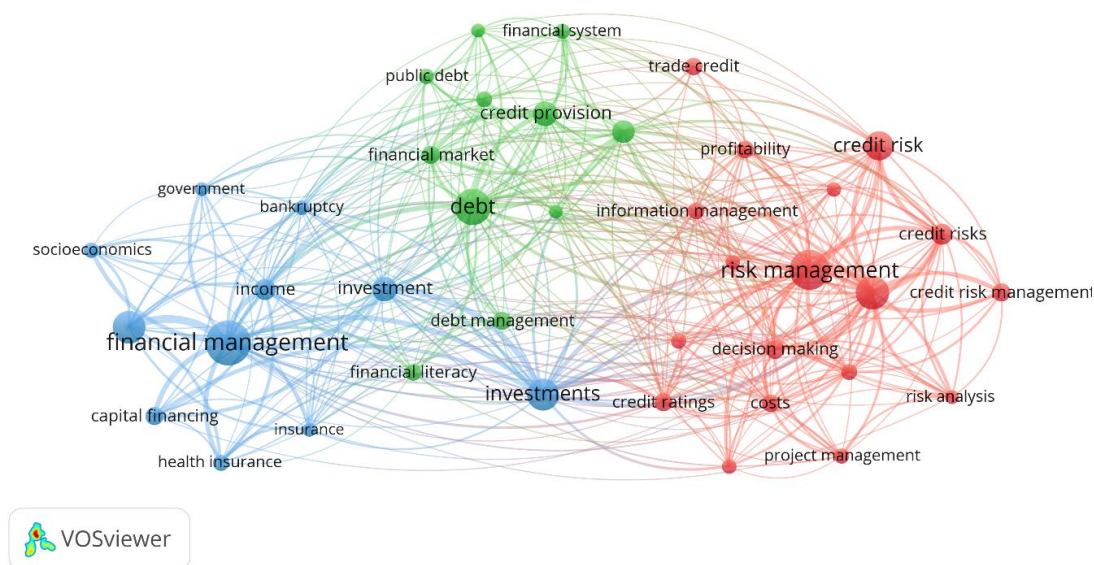 financial system
public debt
trade credit
credit provision
credit risk
profitability
financial market
government
bankruptcy
debt
information management
credit risks
socioeconomics
risk management
income
investment
credit risk management
debt management
financial management
decision making
financial literacy
investments
credit ratings
costs
risk analysis
capital financing
insurance
health insurance
project management
VOSviewer